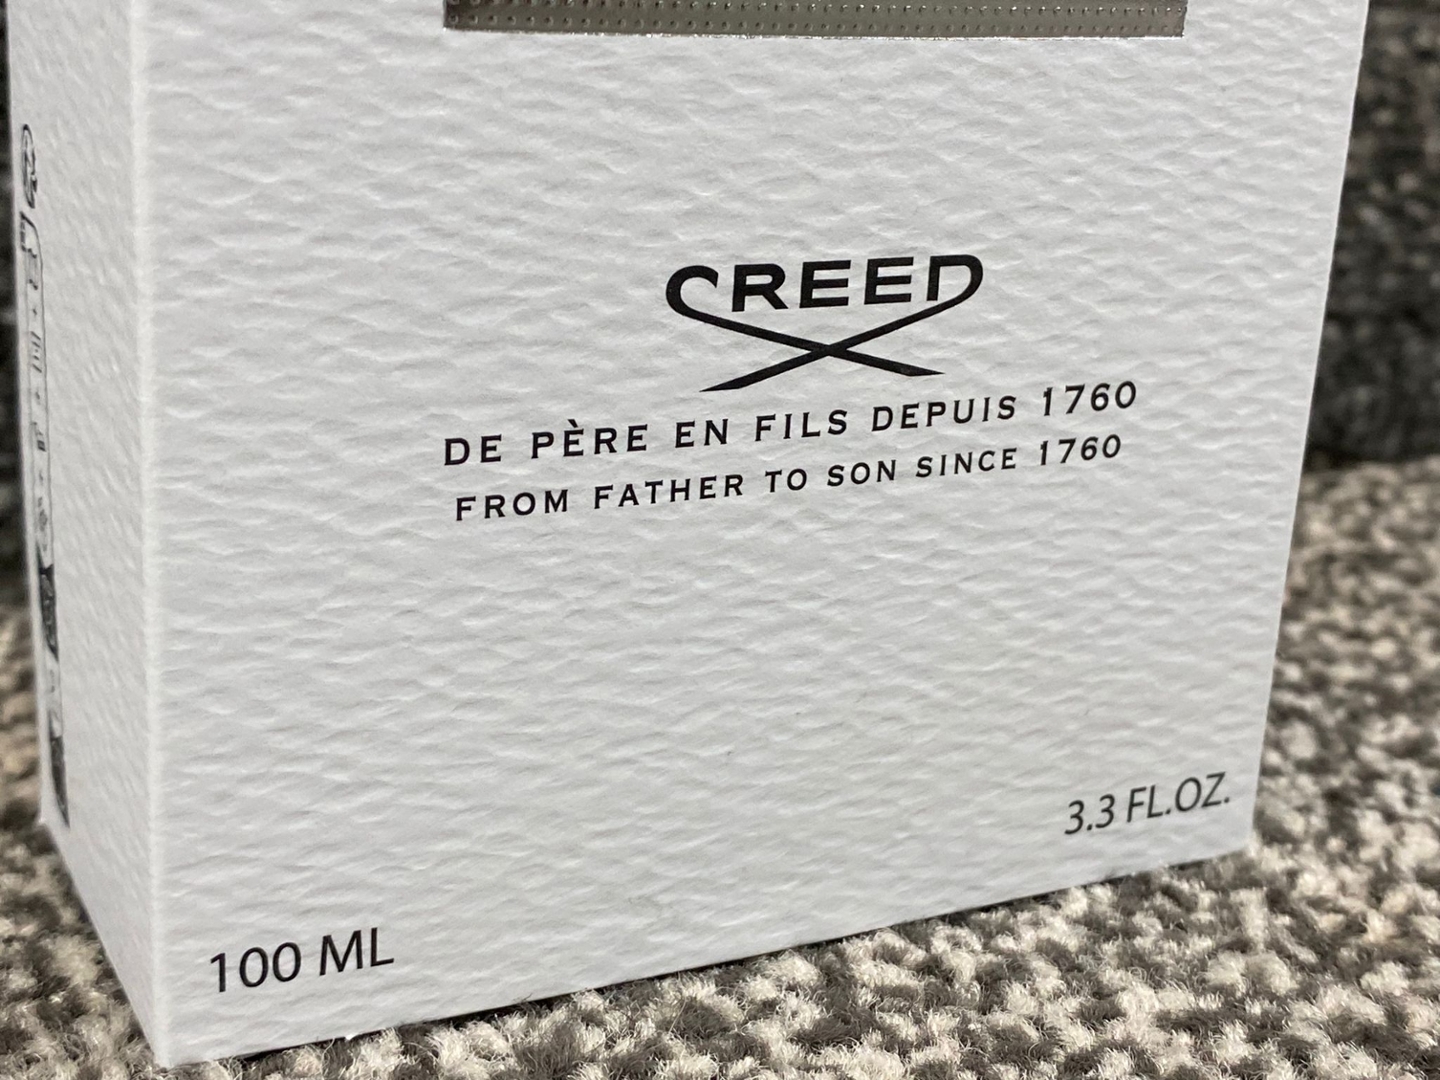 CREED
DE PÈRE EN FILS DEPUIS 1760
FROM FATHER TO SON SINCE 1760
3.3 FL.OZ.
100 ML